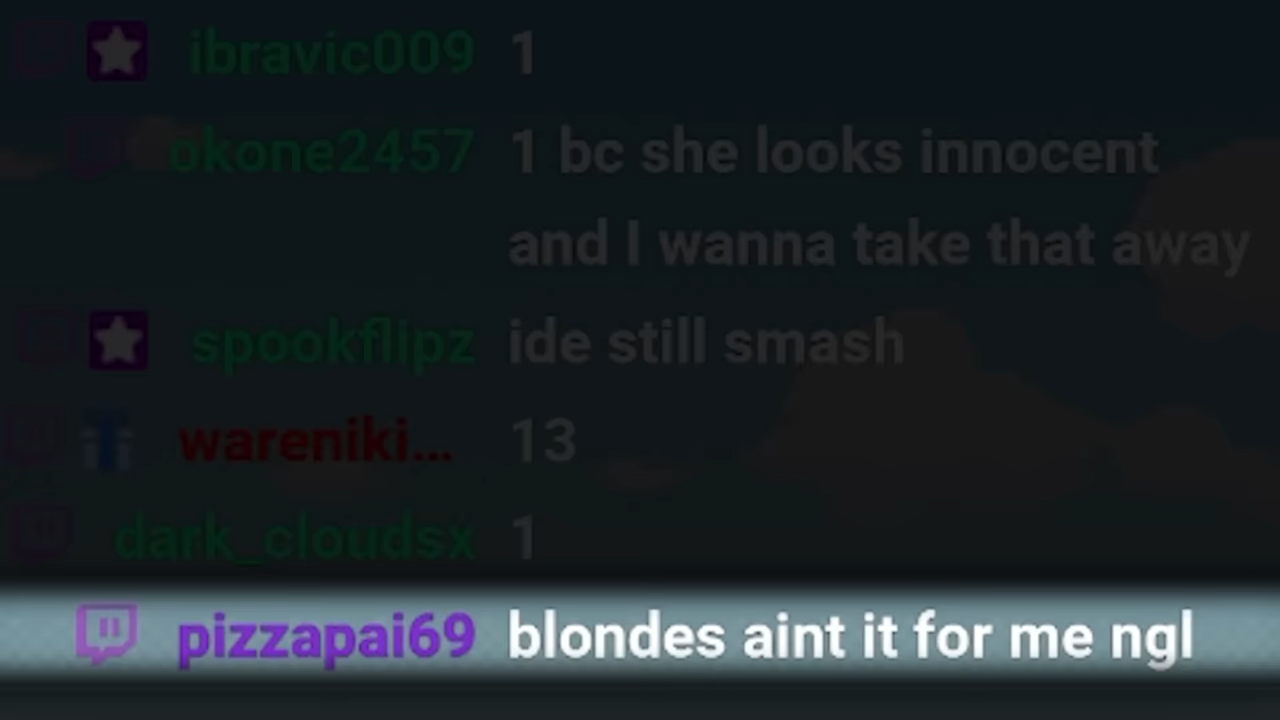 ibravic009 1
okone2457 1 bc she looks innocent
and I wanna take that away
spookflipz ide still smash
wareniki... 13
dark_cloudsx 1
pizzapai69 blondes aint it for me ngl